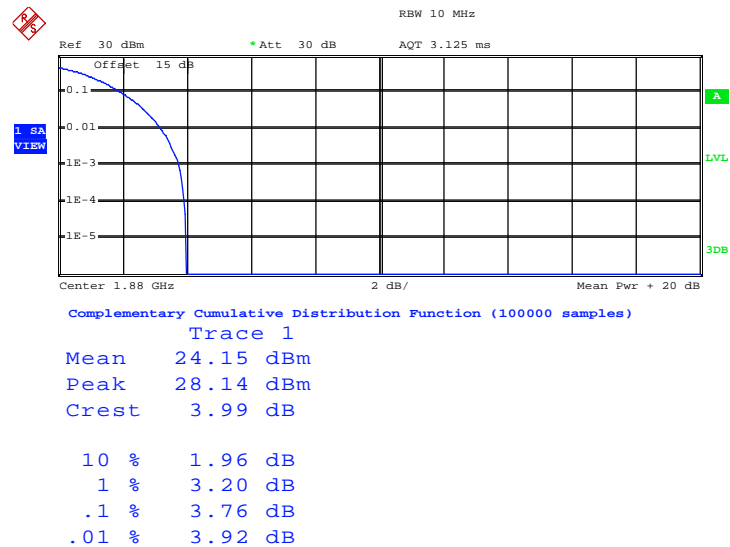 R&S
RBW 10 MHz
Ref 30 dBm *Att 30 dB AQT 3.125 ms
Offset 15 dB
0.1
A
0.01
1 SA
VIEW
1E-3
LVL
1E-4
1E-5
3DB
Center 1.88 GHz 2 dB/ Mean Pwr + 20 dB
Complementary Cumulative Distribution Function (100000 samples)
Trace 1
Mean 24.15 dBm
Peak 28.14 dBm
Crest 3.99 dB
10 % 1.96 dB
1 % 3.20 dB
.1 % 3.76 dB
.01 % 3.92 dB